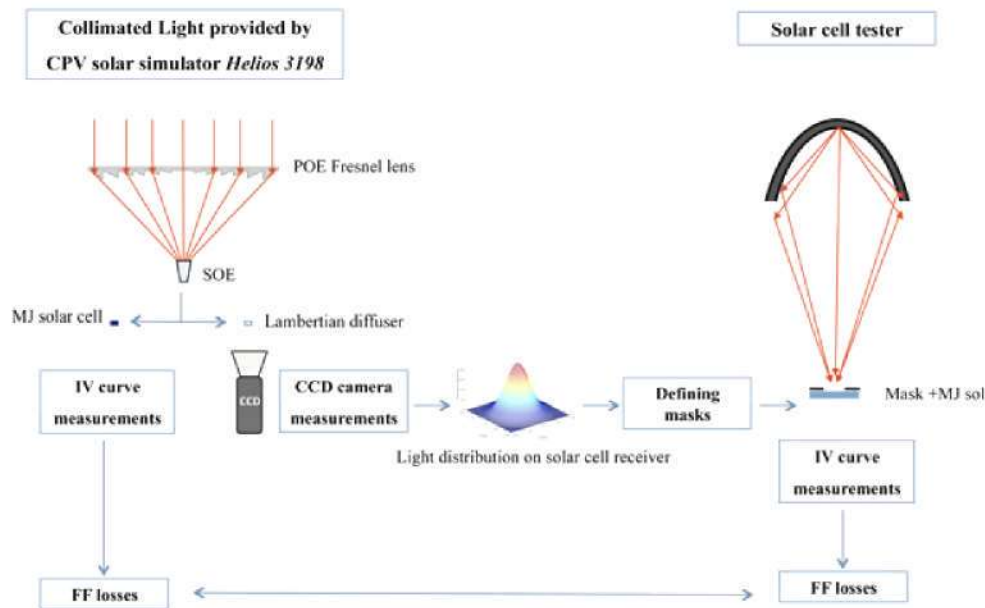 Collimated Light provided by
CPV solar simulator Helios 3198
Solar cell tester
POE Fresnel lens
SOE
MJ solar cell
Lambertian diffuser
IV curve
measurements
CCD
CCD camera
measurements
Defining
masks
Mask +MJ sol
Light distribution on solar cell receiver
IV curve
measurements
FF losses
FF losses